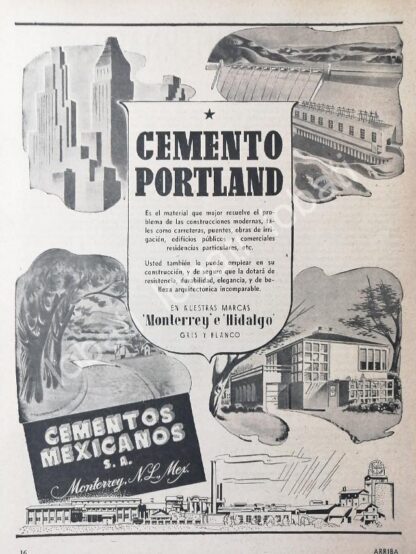 CEMENTO
PORTLAND
Es el material que mejor resuelve el pro-
blema de las construcciones modernas, ta-
les como carreteras, puentes, obras de irri-
gación, edificios públicos y comerciales
residencias particulares, etc.
Usted también lo puede emplear en su
construcción, y de seguro que la dotará de
resistencia, durabilidad, elegancia, y de be-
lleza arquitectónica incomparable.
EN NUESTRAS MARCAS
"Monterrey" e "Hidalgo"
GRIS Y BLANCO
CEMENTOS
MEXICANOS
S. A.
Monterrey, N. L. Mex.
16
ARRIBA